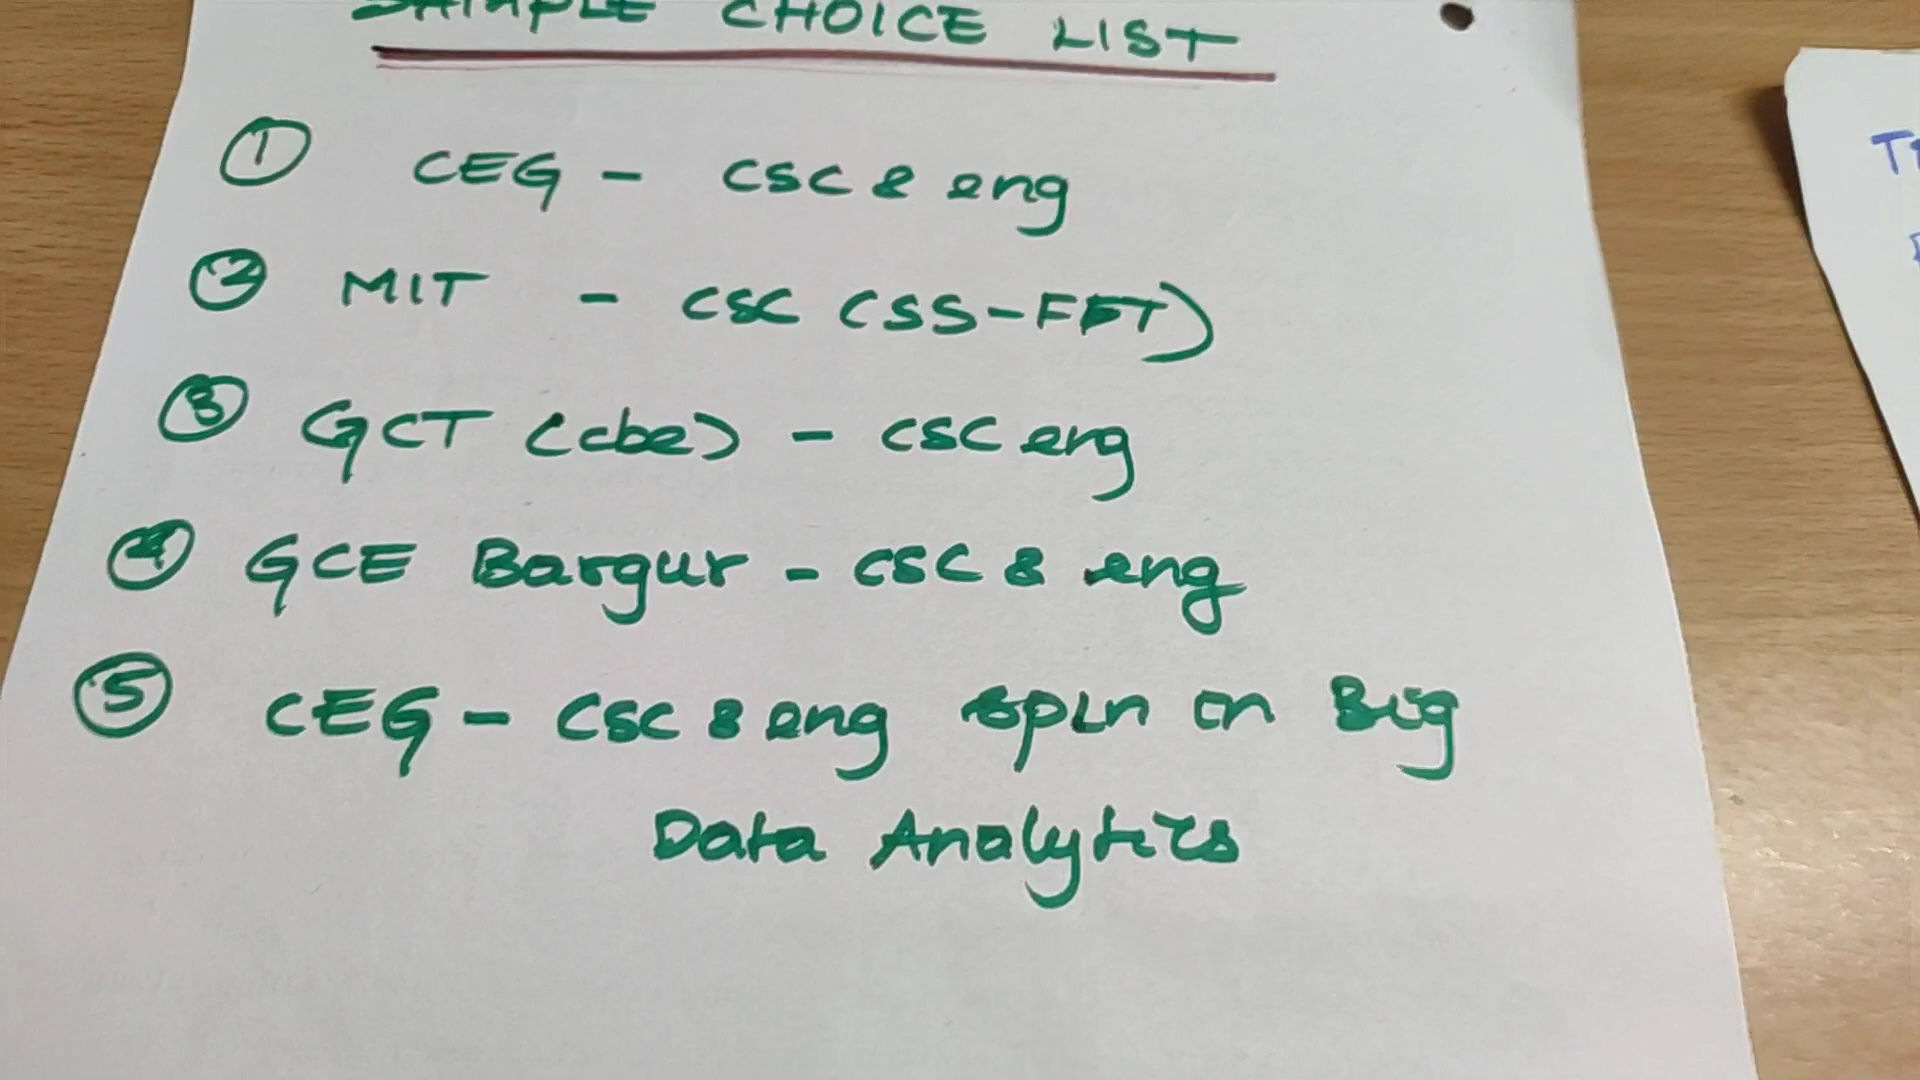 SAMPLE CHOICE LIST
① CEG - CSC & eng
② MIT - CSC (SS-FFT)
③ GCT (cbe) - CSC eng
④ GCE Bargur - CSC & eng
⑤ CEG - CSC & eng spln in Big
Data Analytics